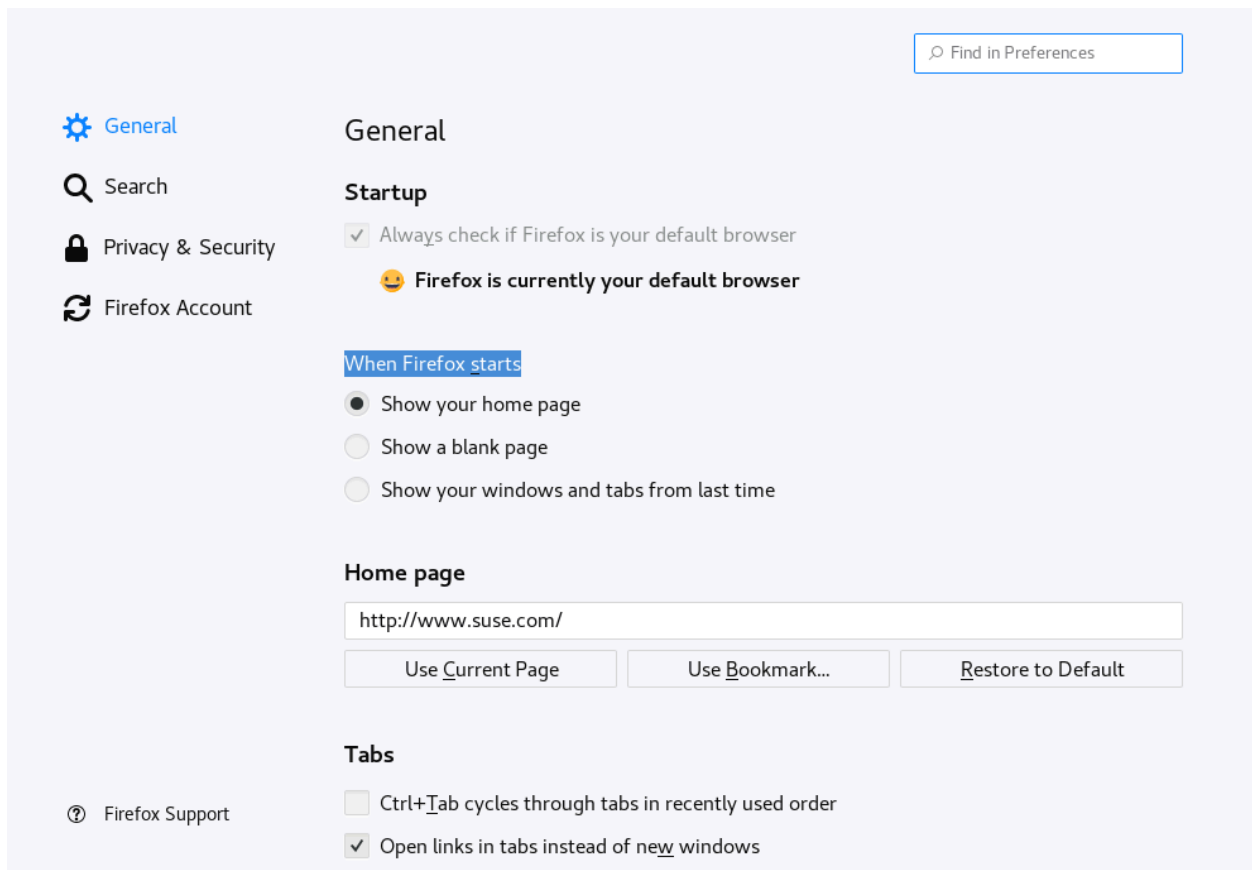 Find in Preferences
General
Search
Privacy & Security
Firefox Account
General
Startup
Always check if Firefox is your default browser
Firefox is currently your default browser
When Firefox starts
Show your home page
Show a blank page
Show your windows and tabs from last time
Home page
http://www.suse.com/
Use Current Page
Use Bookmark...
Restore to Default
Tabs
Ctrl+Tab cycles through tabs in recently used order
Open links in tabs instead of new windows
Firefox Support